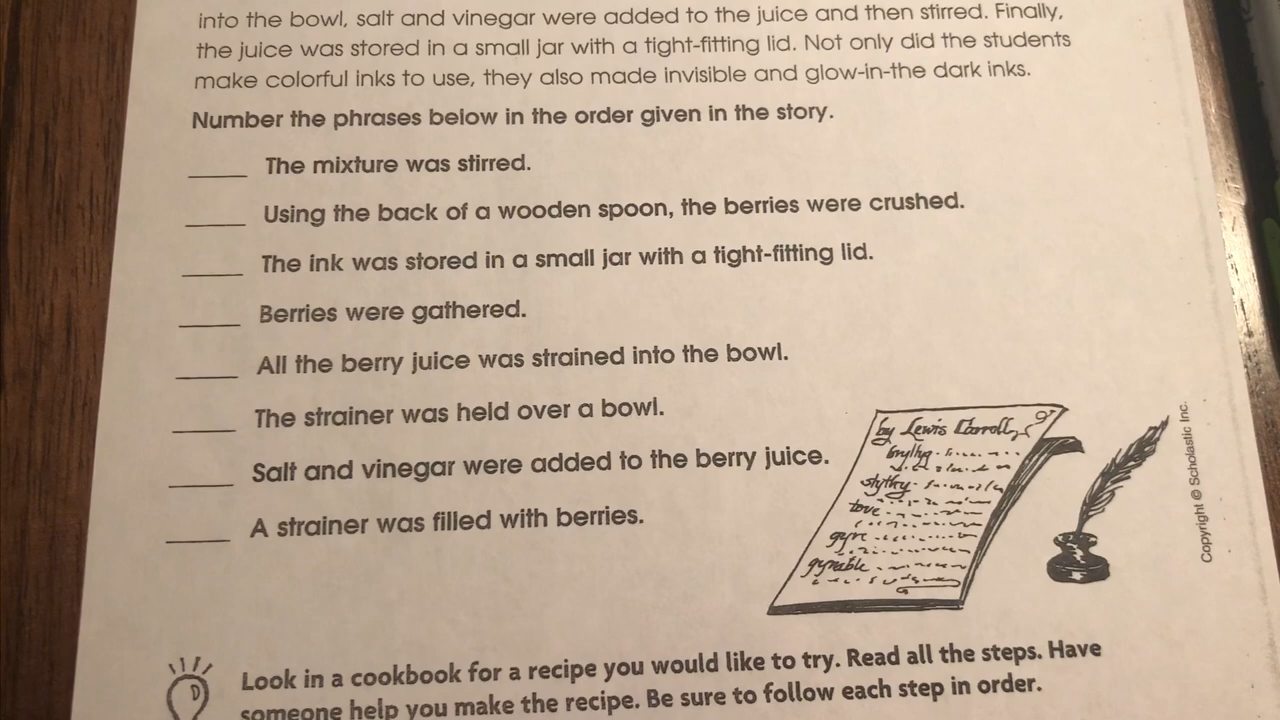 into the bowl, salt and vinegar were added to the juice and then stirred. Finally,
the juice was stored in a small jar with a tight-fitting lid. Not only did the students
make colorful inks to use, they also made invisible and glow-in-the dark inks.
Number the phrases below in the order given in the story.
_____ The mixture was stirred.
_____ Using the back of a wooden spoon, the berries were crushed.
_____ The ink was stored in a small jar with a tight-fitting lid.
_____ Berries were gathered.
_____ All the berry juice was strained into the bowl.
_____ The strainer was held over a bowl.
_____ Salt and vinegar were added to the berry juice.
_____ A strainer was filled with berries.
by Lewis Carroll
tove
gyre
Copyright © Scholastic Inc.
Look in a cookbook for a recipe you would like to try. Read all the steps. Have
someone help you make the recipe. Be sure to follow each step in order.